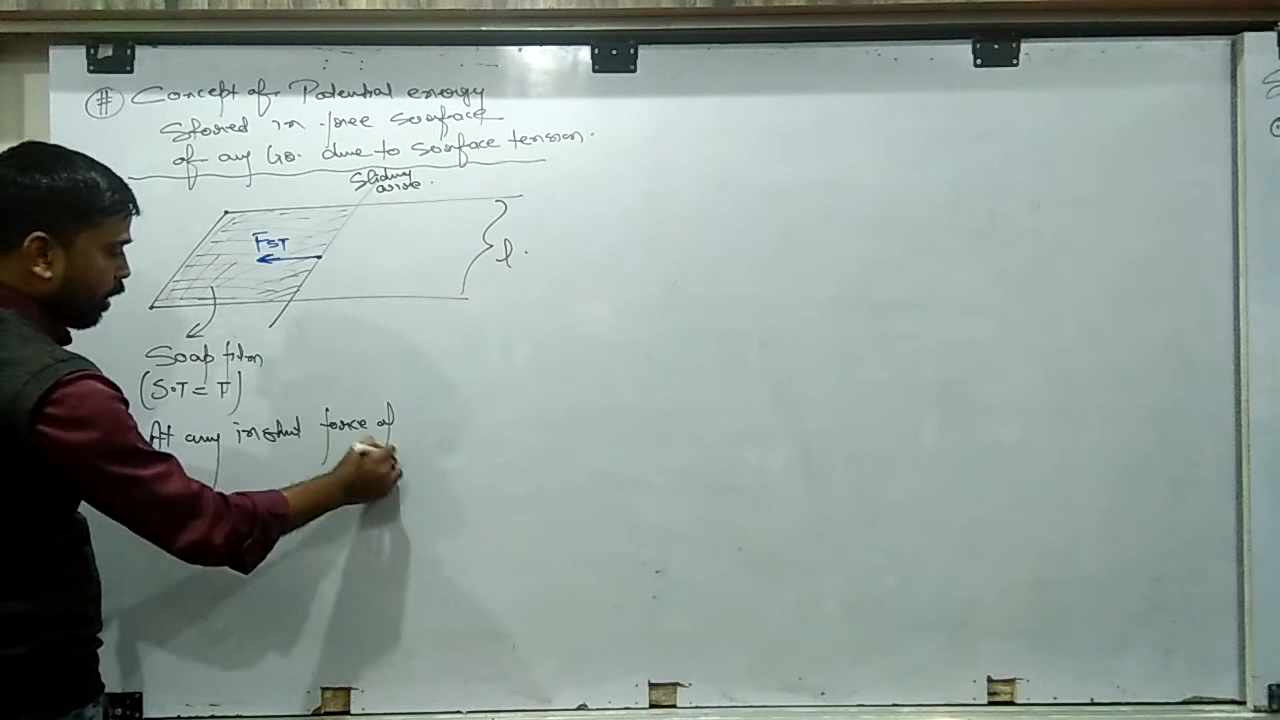 # Concept of Potential energy
stored in free surface
of any liq. due to surface tension.
Sliding
wire.
FST
l.
Soap film
(S.T = T)
At any instant force of